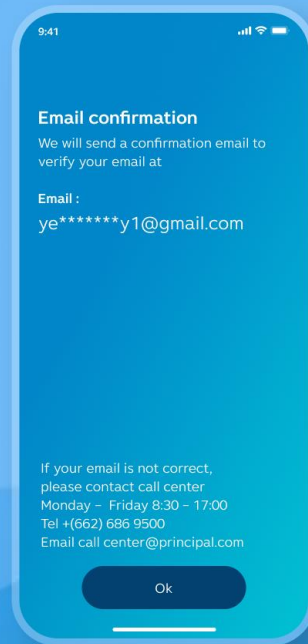 9:41
Email confirmation
We will send a confirmation email to
verify your email at
Email :
ye*******y1@gmail.com
If your email is not correct,
please contact call center
Monday – Friday 8:30 – 17:00
Tel +(662) 686 9500
Email call center@principal.com
Ok